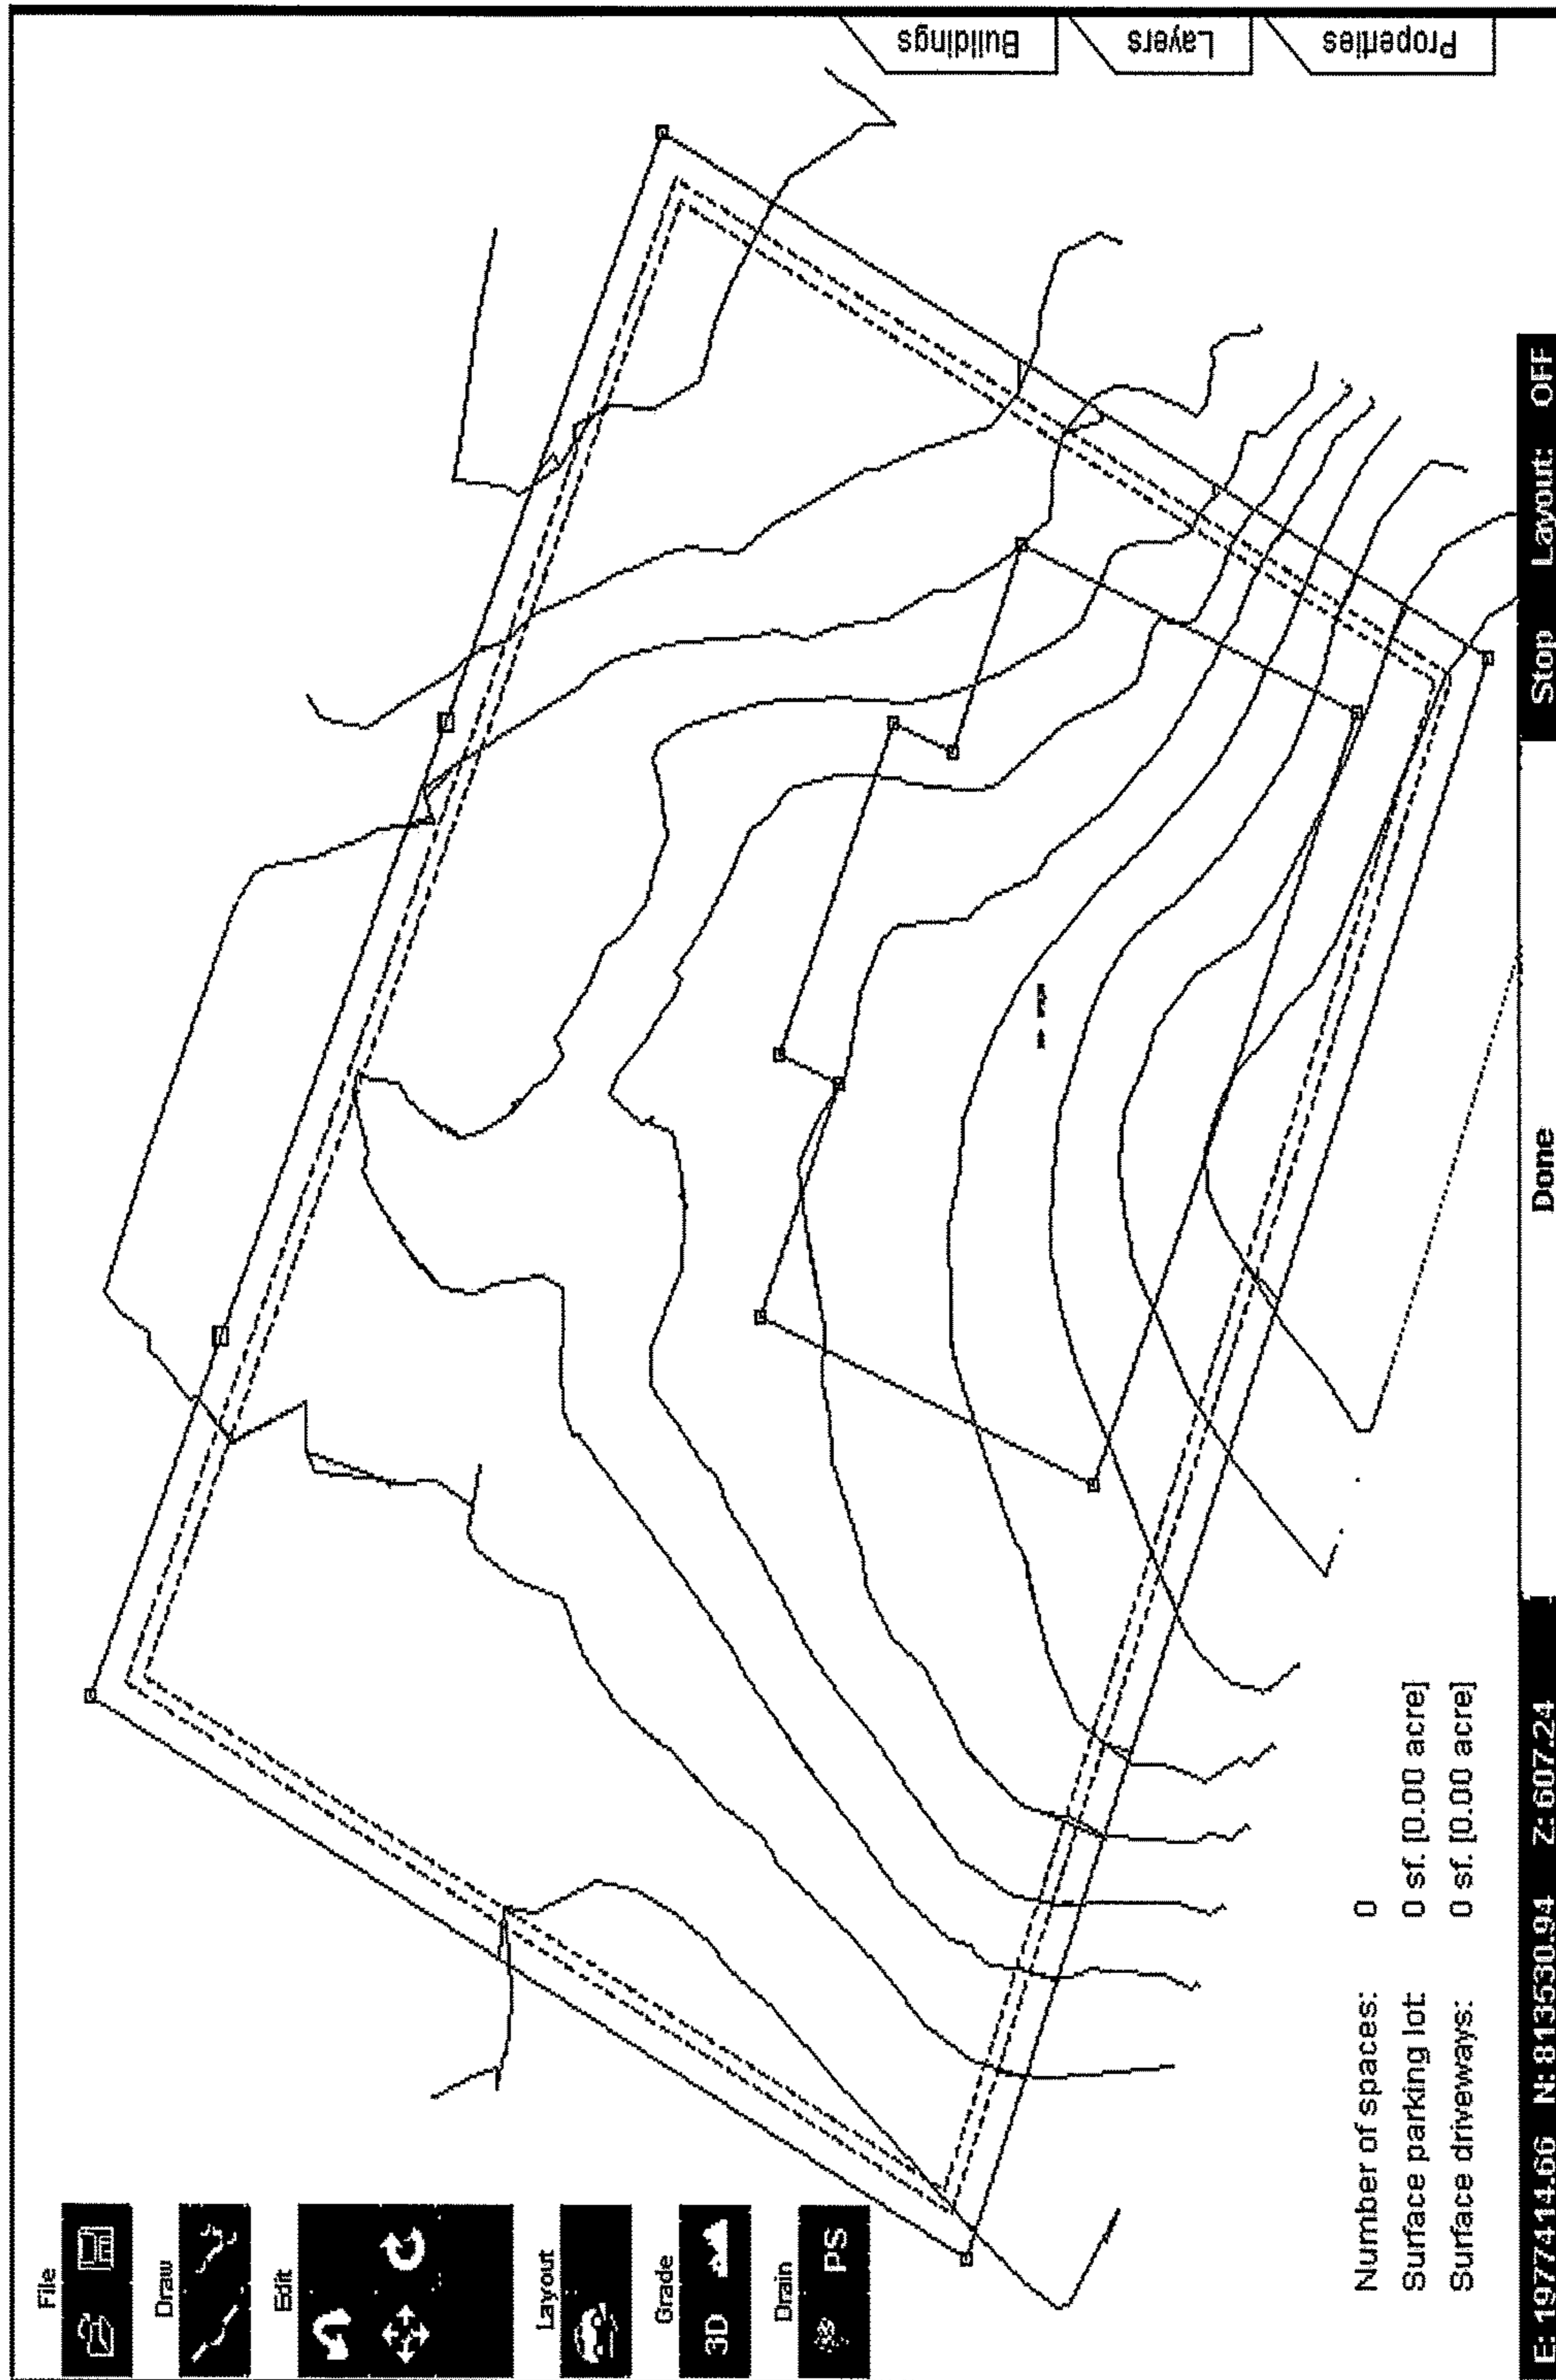 File
Draw
Edit
Layout
Grade
3D
Drain
PS
Buildings
Layers
Properties
Number of spaces: 0
Surface parking lot: 0 sf. [0.00 acre]
Surface driveways: 0 sf. [0.00 acre]
E: 1977414.66 N: 813530.94 Z: 607.24 Done Stop Layout: OFF